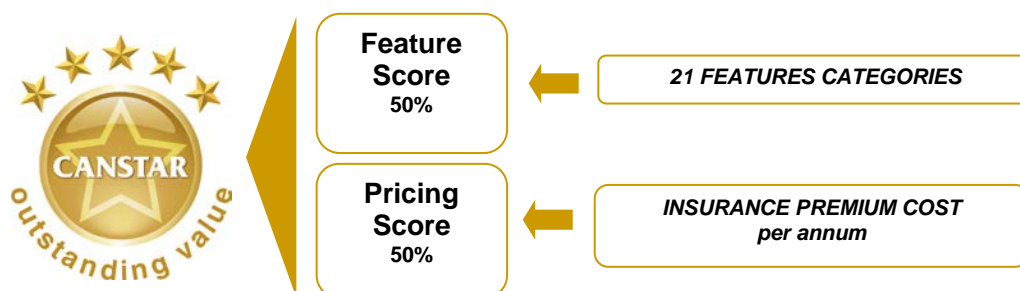 CANSTAR
outstanding value
Feature
Score
50%
21 FEATURES CATEGORIES
Pricing
Score
50%
INSURANCE PREMIUM COST
per annum